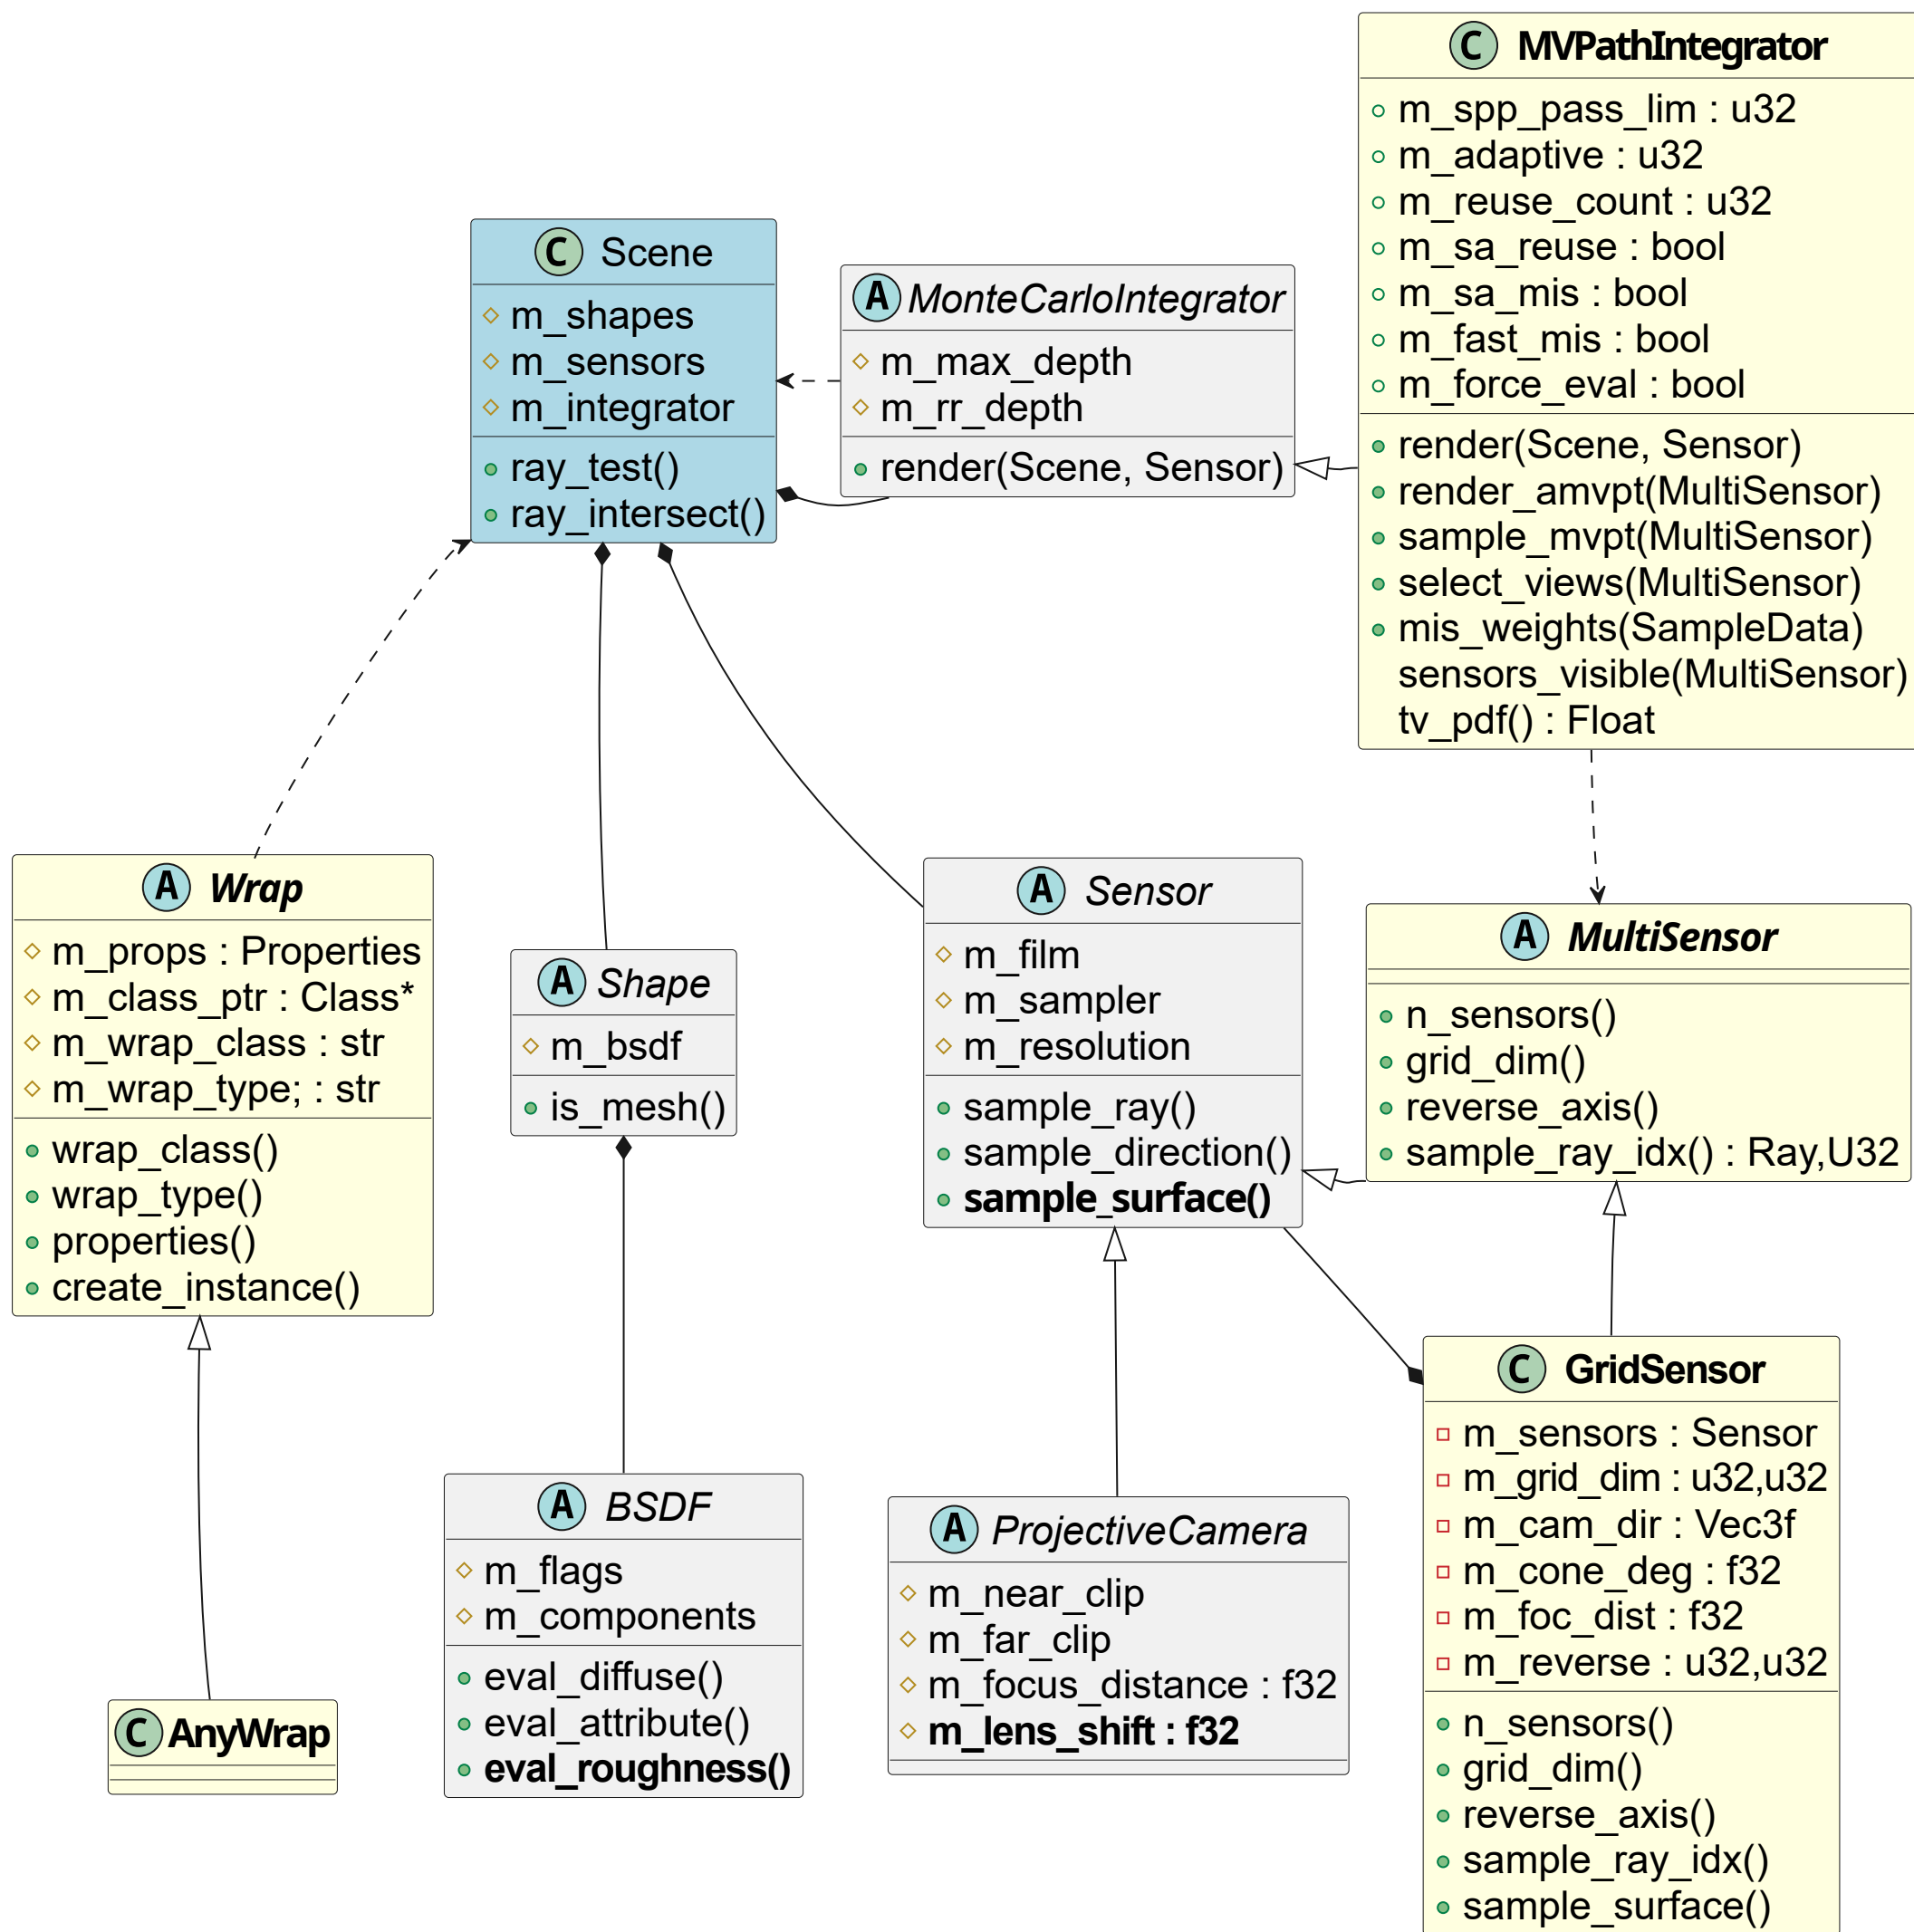 C MVPathIntegrator
m_spp_pass_lim : u32
m_adaptive : u32
m_reuse_count : u32
m_sa_reuse : bool
m_sa_mis : bool
m_fast_mis : bool
m_force_eval : bool
render(Scene, Sensor)
render_amvpt(MultiSensor)
sample_mvpt(MultiSensor)
select_views(MultiSensor)
mis_weights(SampleData)
sensors_visible(MultiSensor)
tv_pdf() : Float
C Scene
m_shapes
m_sensors
m_integrator
ray_test()
ray_intersect()
A MonteCarloIntegrator
m_max_depth
m_rr_depth
render(Scene, Sensor)
A Wrap
m_props : Properties
m_class_ptr : Class*
m_wrap_class : str
m_wrap_type; : str
wrap_class()
wrap_type()
properties()
create_instance()
A Shape
m_bsdf
is_mesh()
A Sensor
m_film
m_sampler
m_resolution
sample_ray()
sample_direction()
sample_surface()
A MultiSensor
n_sensors()
grid_dim()
reverse_axis()
sample_ray_idx() : Ray,U32
C AnyWrap
A BSDF
m_flags
m_components
eval_diffuse()
eval_attribute()
eval_roughness()
A ProjectiveCamera
m_near_clip
m_far_clip
m_focus_distance : f32
m_lens_shift : f32
C GridSensor
m_sensors : Sensor
m_grid_dim : u32,u32
m_cam_dir : Vec3f
m_cone_deg : f32
m_foc_dist : f32
m_reverse : u32,u32
n_sensors()
grid_dim()
reverse_axis()
sample_ray_idx()
sample_surface()